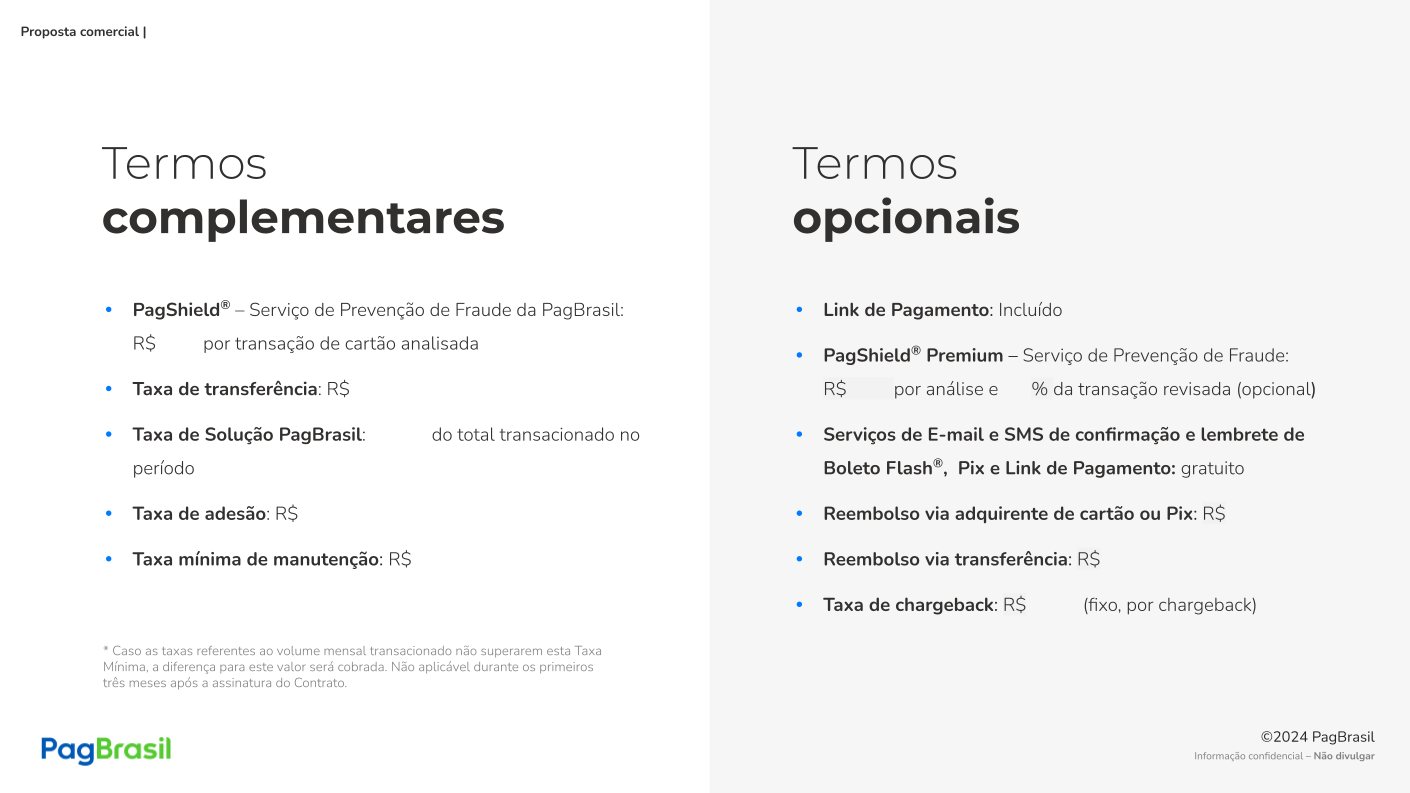 Proposta comercial |
Termos
complementares
• PagShield® – Serviço de Prevenção de Fraude da PagBrasil:
R$ por transação de cartão analisada
• Taxa de transferência: R$
• Taxa de Solução PagBrasil: do total transacionado no
período
• Taxa de adesão: R$
• Taxa mínima de manutenção: R$
* Caso as taxas referentes ao volume mensal transacionado não superarem esta Taxa
Mínima, a diferença para este valor será cobrada. Não aplicável durante os primeiros
três meses após a assinatura do Contrato.
PagBrasil
Termos
opcionais
• Link de Pagamento: Incluído
• PagShield® Premium – Serviço de Prevenção de Fraude:
R$ por análise e % da transação revisada (opcional)
• Serviços de E-mail e SMS de confirmação e lembrete de
Boleto Flash®, Pix e Link de Pagamento: gratuito
• Reembolso via adquirente de cartão ou Pix: R$
• Reembolso via transferência: R$
• Taxa de chargeback: R$ (fixo, por chargeback)
©2024 PagBrasil
Informação confidencial – Não divulgar